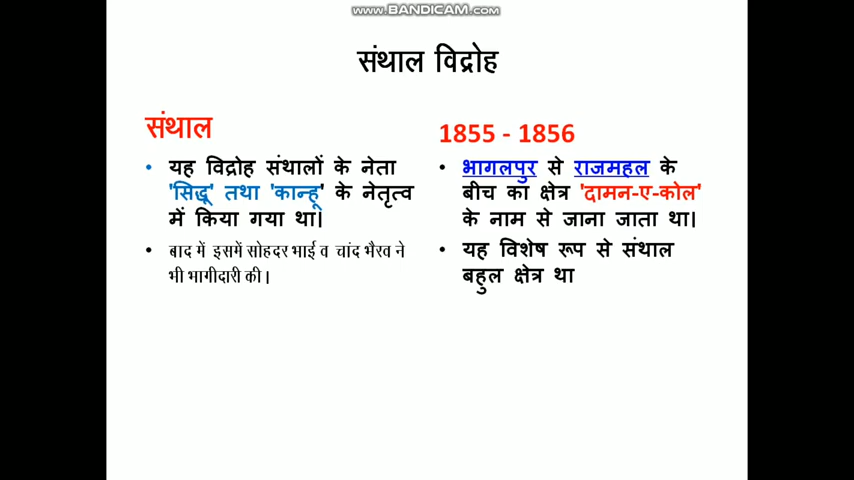 www.BANDICAM.com
संथाल विद्रोह
संथाल
• यह विद्रोह संथालों के नेता
'सिद्धू' तथा 'कान्हू' के नेतृत्व
में किया गया था|
• बाद में इसमें सोहदर भाई व चांद भैरव ने
भी भागीदारी की ।
1855 - 1856
• भागलपुर से राजमहल के
बीच का क्षेत्र 'दामन-ए-कोल'
के नाम से जाना जाता था|
• यह विशेष रूप से संथाल
बहुल क्षेत्र था